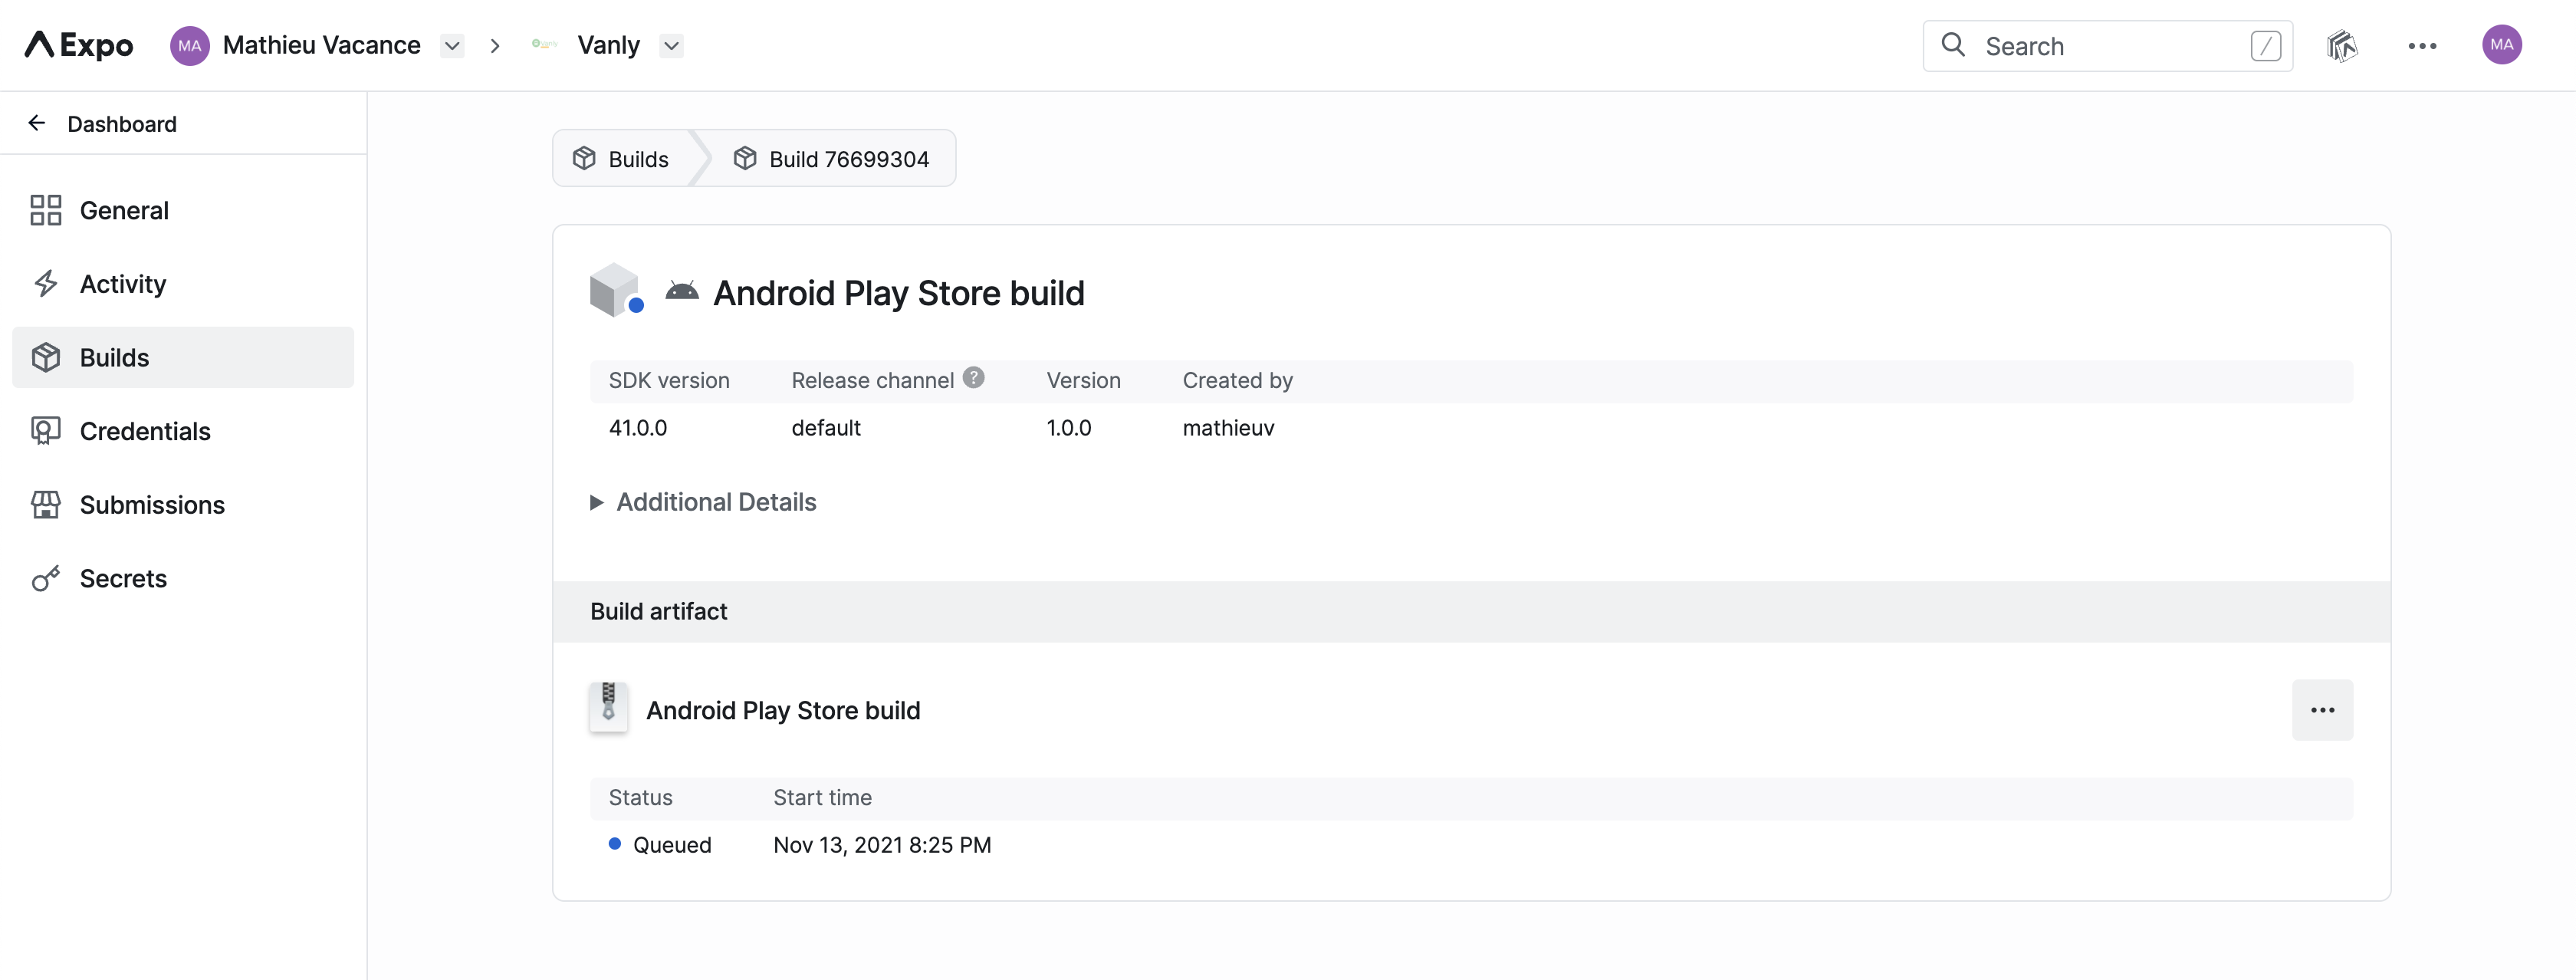 Expo
MA
Mathieu Vacance
Vanly
Search
/
MA
Dashboard
General
Activity
Builds
Credentials
Submissions
Secrets
Builds
Build 76699304
Android Play Store build
SDK version Release channel ? Version Created by
41.0.0 default 1.0.0 mathieuv
Additional Details
Build artifact
Android Play Store build
...
Status Start time
Queued Nov 13, 2021 8:25 PM